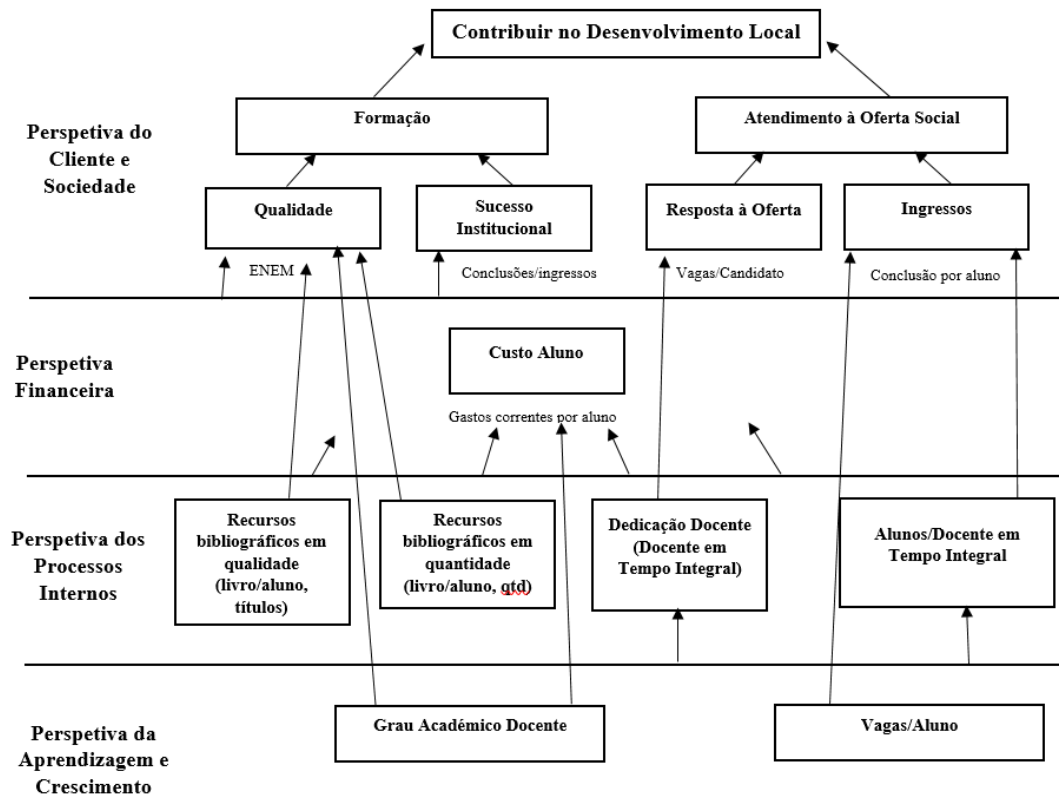 Contribuir no Desenvolvimento Local
Perspetiva do
Cliente e
Sociedade
Formação
Atendimento à Oferta Social
Qualidade
Sucesso
Institucional
Resposta à Oferta
Ingressos
ENEM
Conclusões/ingressos
Vagas/Candidato
Conclusão por aluno
Perspetiva
Financeira
Custo Aluno
Gastos correntes por aluno
Perspetiva dos
Processos
Internos
Recursos
bibliográficos em
qualidade
(livro/aluno,
títulos)
Recursos
bibliográficos em
quantidade
(livro/aluno, qtd)
Dedicação Docente
(Docente em
Tempo Integral)
Alunos/Docente em
Tempo Integral
Perspetiva da
Aprendizagem e
Crescimento
Grau Académico Docente
Vagas/Aluno